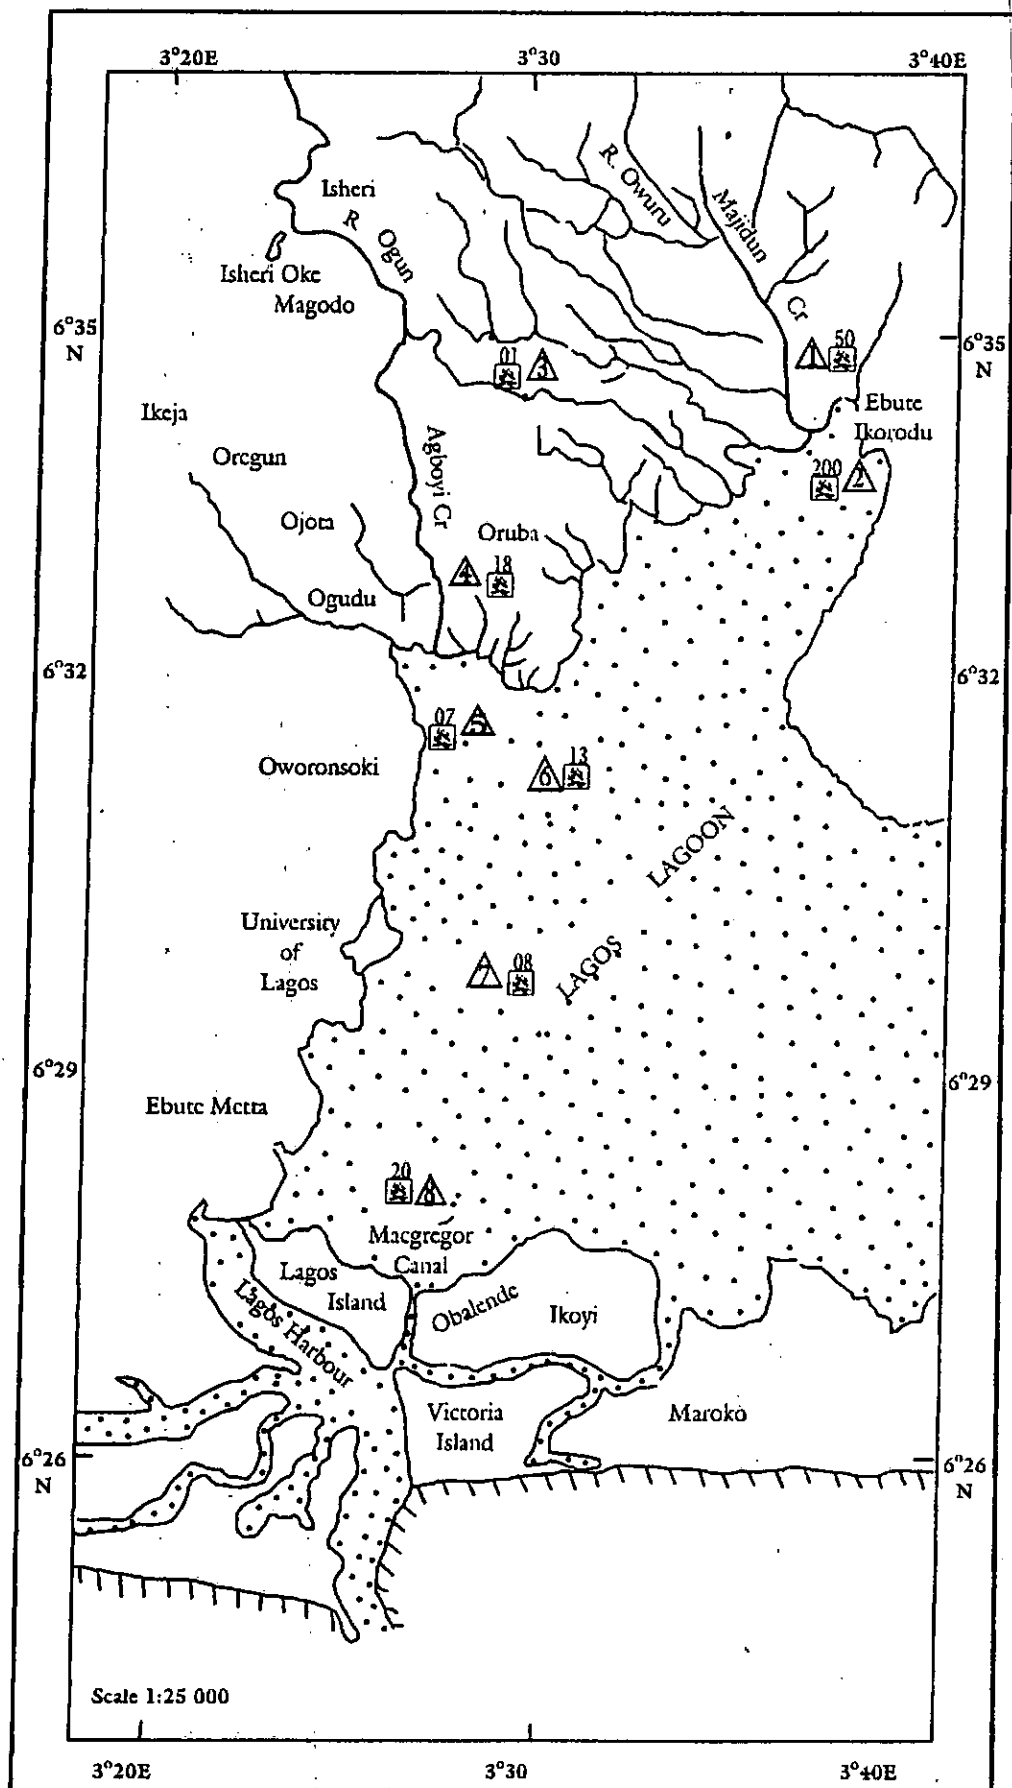 3°20E
3°30
3°40E
R. Owuru
Isheri
Majidun
R Ogun
Isheri Oke
Magodo
Cr
6°35
N
6°35
N
50
1
01
3
Ikeja
Ebute
Ikorodu
Agboyi Cr
Oregun
200
2
Ojota
Oruba
4
18
Ogudu
6°32
6°32
07
5
Oworonsoki
13
6
LAGOON
University
of
Lagos
LAGOS
7
08
6°29
6°29
Ebute Metta
20
8
Macgregor
Canal
Lagos
Island
Obalende
Ikoyi
Lagos Harbour
Victoria
Island
Maroko
6°26
N
6°26
N
Scale 1:25 000
3°20E
3°30
3°40E